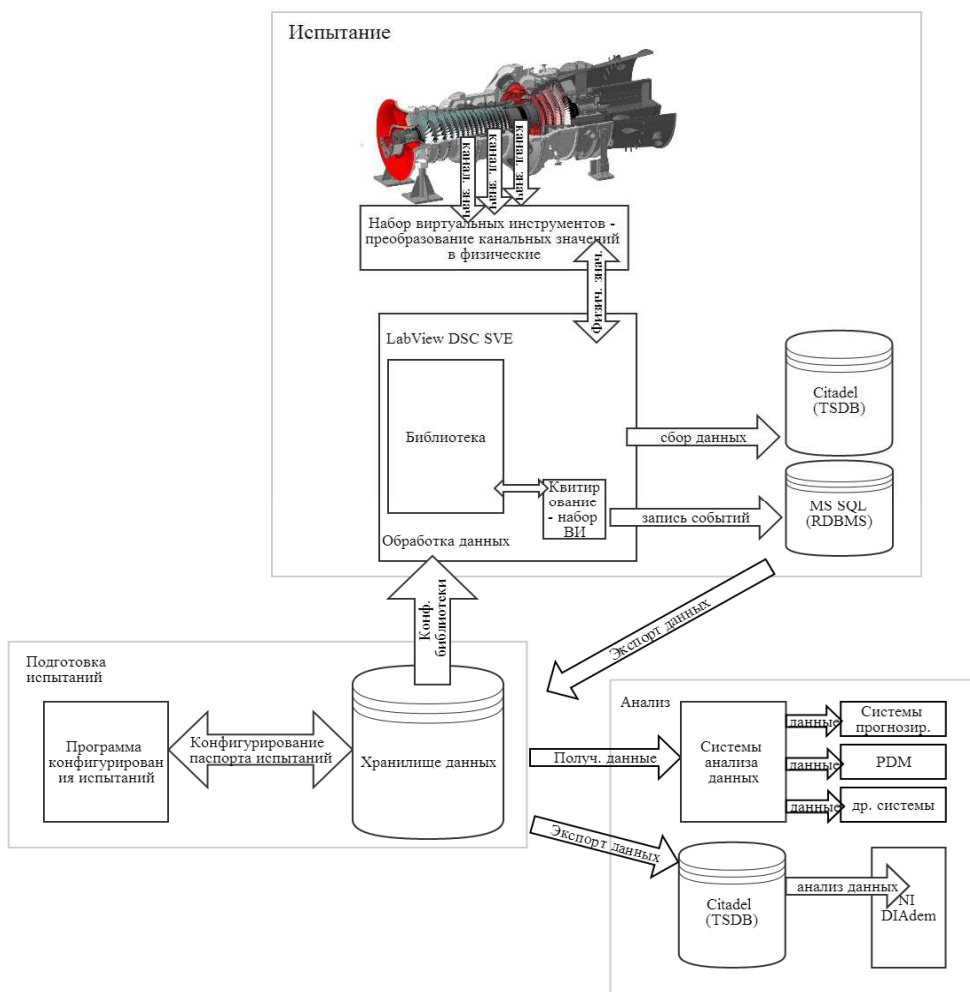 Испытание
канал. знач
канал. знач
канал. знач
Набор виртуальных инструментов -
преобразование канальных значений
в физические
физич. знач.
LabView DSC SVE
Библиотека
Квитир
ование
- набор
ВИ
Обработка данных
сбор данных
Citadel
(TSDB)
запись событий
MS SQL
(RDBMS)
Конф.
библиотеки
Экспорт данных
Подготовка
испытаний
Программа
конфигурирован
ия испытаний
Конфигурирование
паспорта испытаний
Хранилище данных
Анализ
Получ. данные
Системы
анализа
данных
данные
Системы
прогнозир.
данные
PDM
данные
др. системы
Экспорт данных
Citadel
(TSDB)
анализ данных
NI
DIAdem